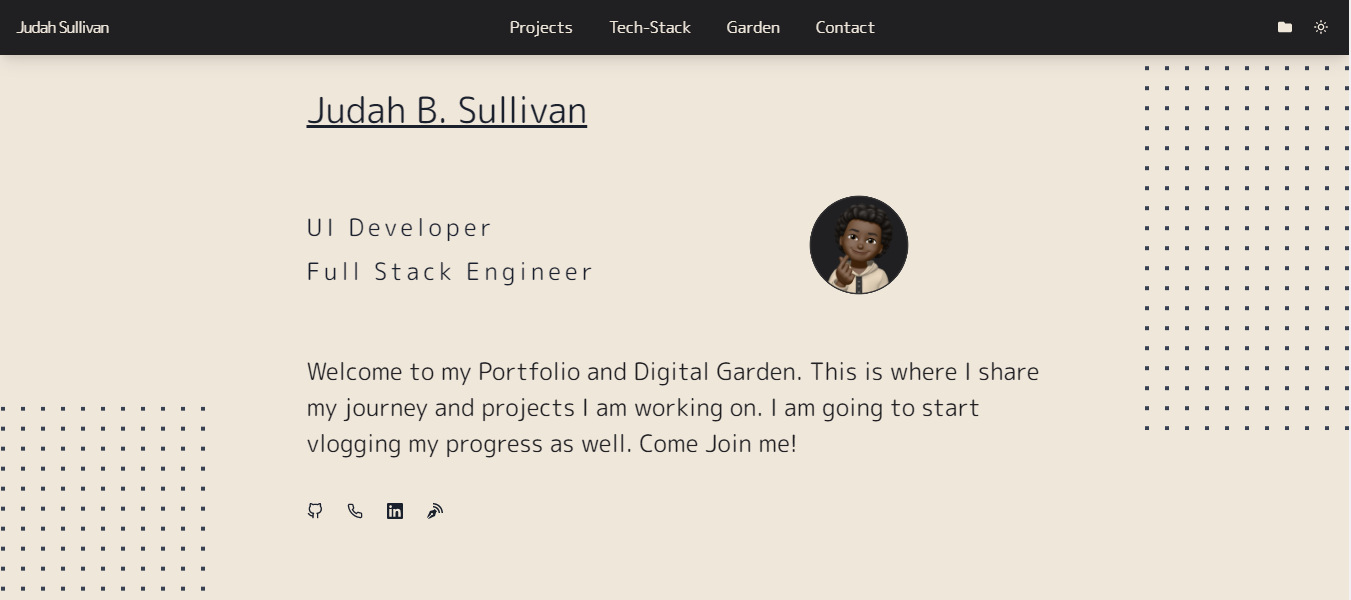 Judah Sullivan
Projects Tech-Stack Garden Contact
Judah B. Sullivan
UI Developer
Full Stack Engineer
Welcome to my Portfolio and Digital Garden. This is where I share
my journey and projects I am working on. I am going to start
vlogging my progress as well. Come Join me!
in